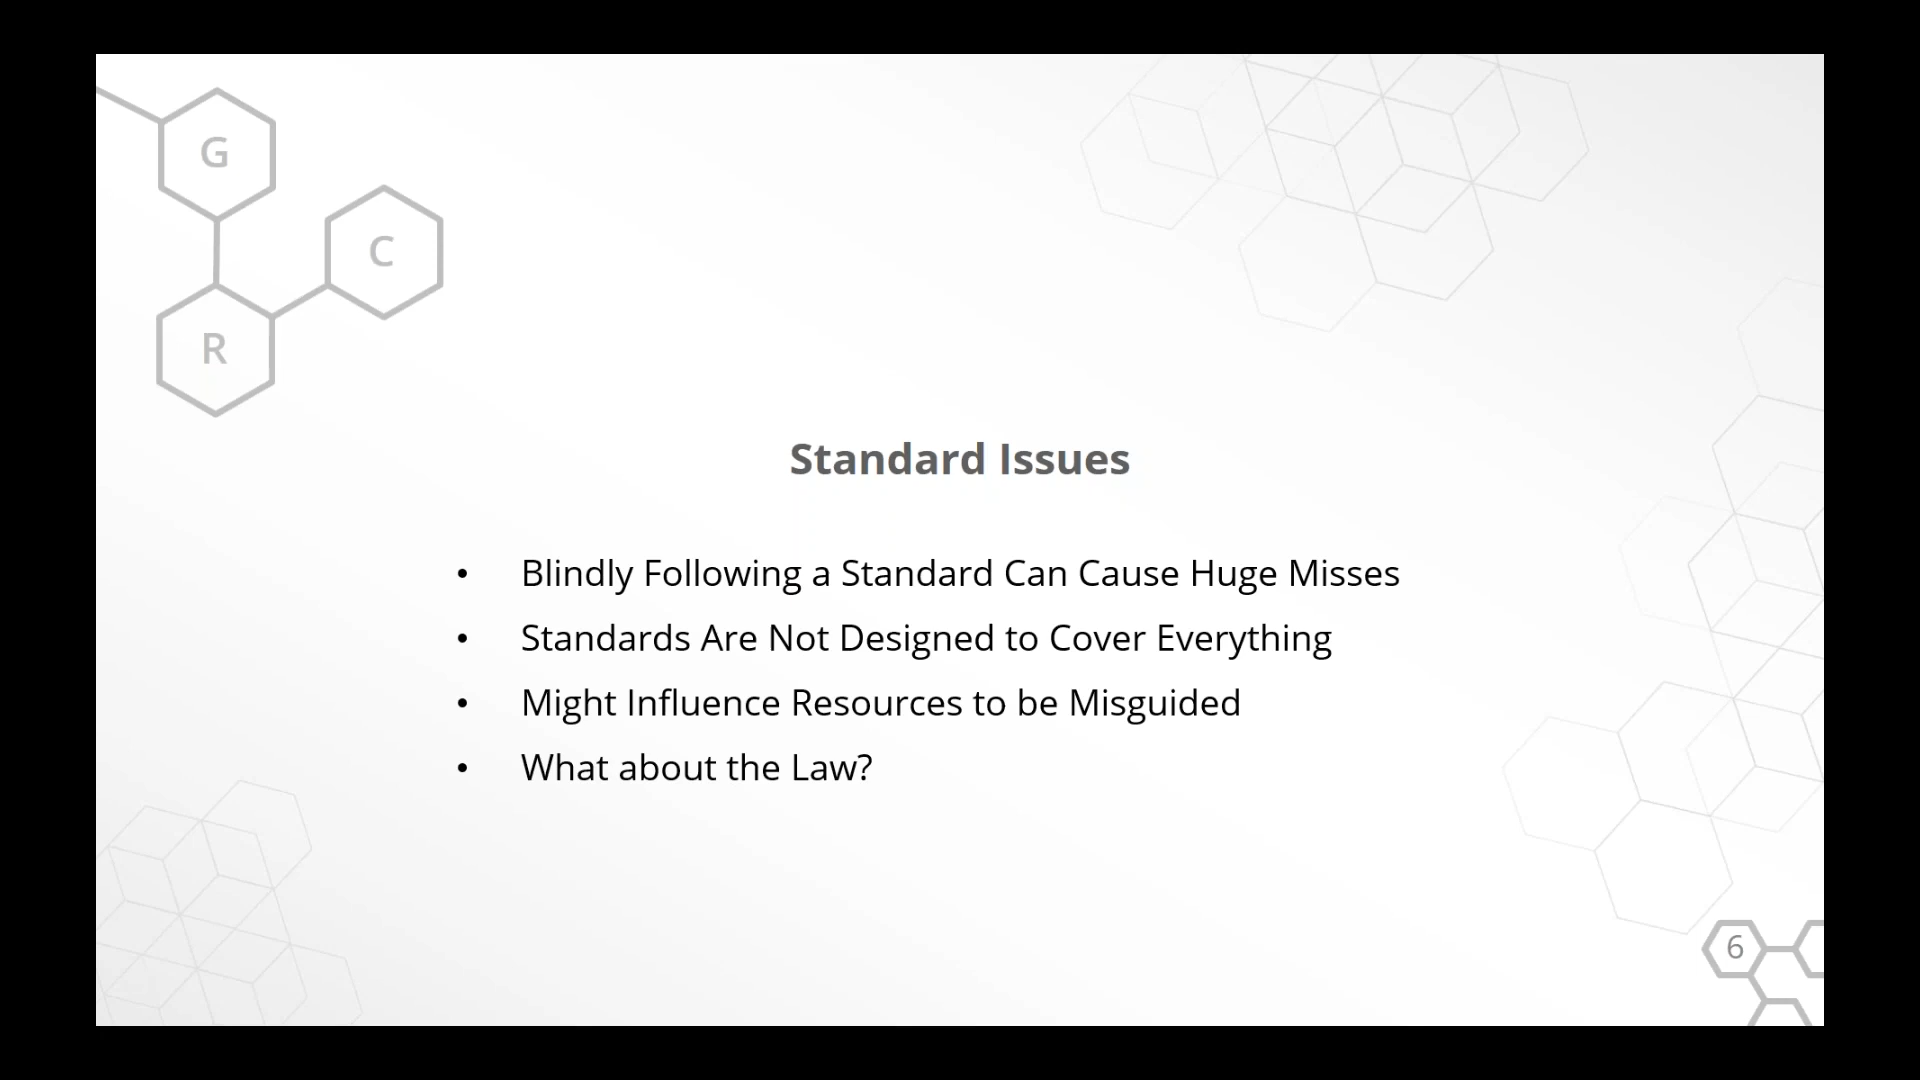 G
C
R
Standard Issues
• Blindly Following a Standard Can Cause Huge Misses
• Standards Are Not Designed to Cover Everything
• Might Influence Resources to be Misguided
• What about the Law?
6